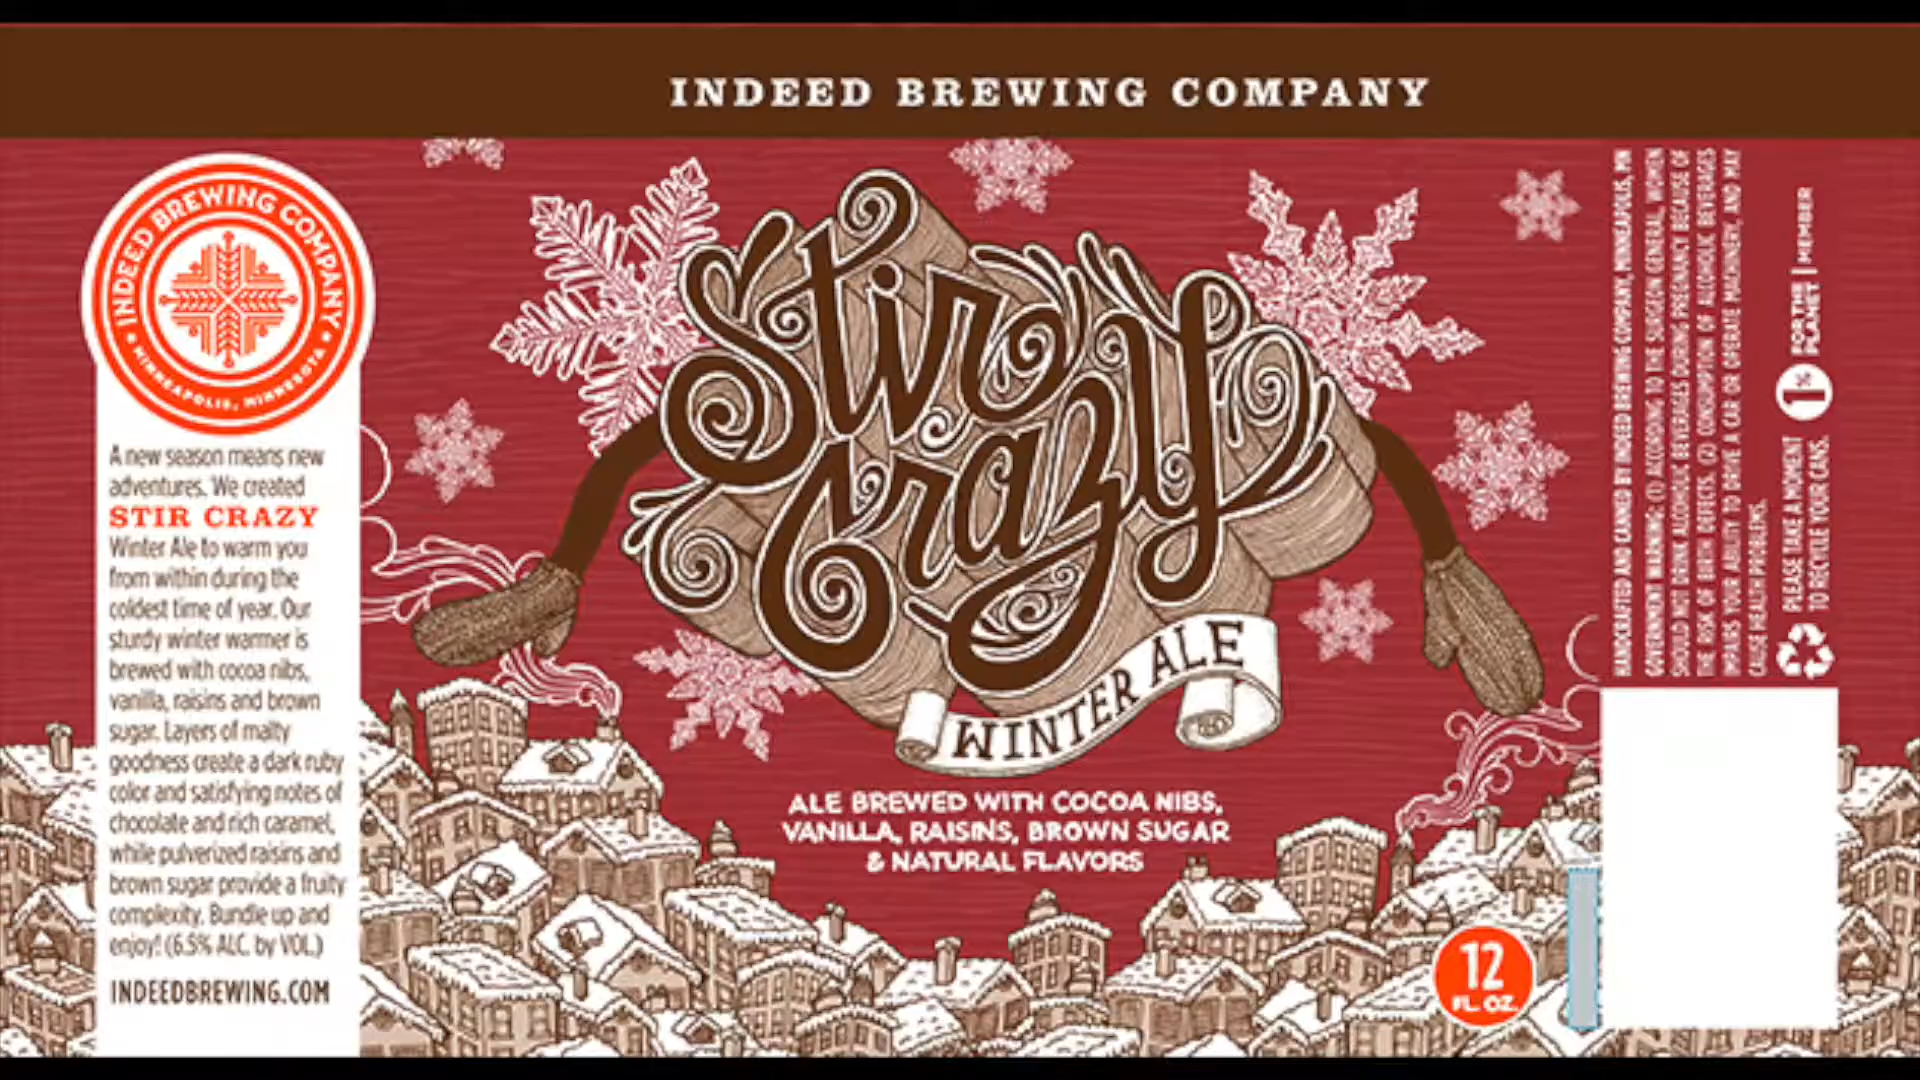 INDEED BREWING COMPANY
INDEED BREWING COMPANY
• MINNEAPOLIS, MINNESOTA •
A new season means new
adventures. We created
STIR CRAZY
Winter Ale to warm you
from within during the
coldest time of year. Our
sturdy winter warmer is
brewed with cocoa nibs,
vanilla, raisins and brown
sugar. Layers of malty
goodness create a dark ruby
color and satisfying notes of
chocolate and rich caramel,
while pulverized raisins and
brown sugar provide a fruity
complexity. Bundle up and
enjoy! (6.5% ALC. by VOL.)
INDEEDBREWING.COM
Stir
Crazy
WINTER ALE
ALE BREWED WITH COCOA NIBS,
VANILLA, RAISINS, BROWN SUGAR
& NATURAL FLAVORS
12
FL. OZ.
HANDCRAFTED AND CANNED BY INDEED BREWING COMPANY, MINNEAPOLIS, MN
GOVERNMENT WARNING: (1) ACCORDING TO THE SURGEON GENERAL, WOMEN
SHOULD NOT DRINK ALCOHOLIC BEVERAGES DURING PREGNANCY BECAUSE OF
THE RISK OF BIRTH DEFECTS. (2) CONSUMPTION OF ALCOHOLIC BEVERAGES
IMPAIRS YOUR ABILITY TO DRIVE A CAR OR OPERATE MACHINERY, AND MAY
CAUSE HEALTH PROBLEMS.
PLEASE TAKE A MOMENT
TO RECYCLE YOUR CANS.
1%
FOR THE
PLANET
MEMBER